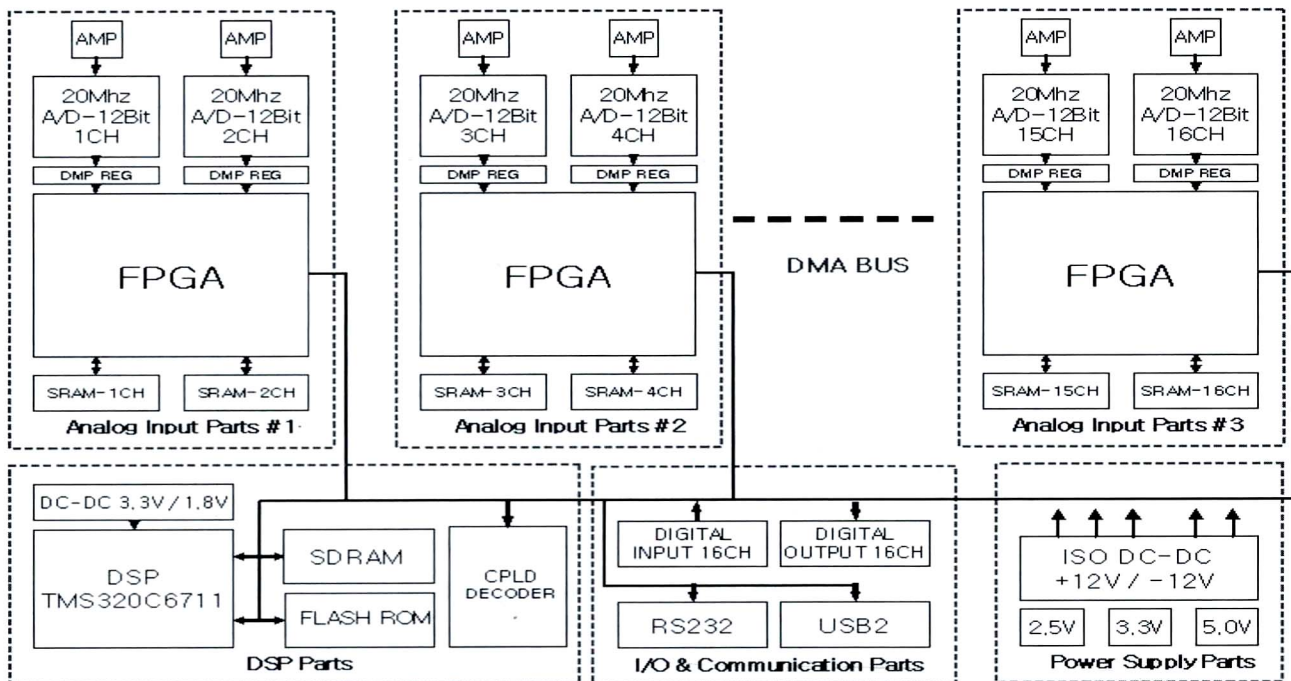 AMP
AMP
20Mhz
A/D-12Bit
1CH
20Mhz
A/D-12Bit
2CH
DMP REG
DMP REG
FPGA
SRAM-1CH
SRAM-2CH
Analog Input Parts #1
AMP
AMP
20Mhz
A/D-12Bit
3CH
20Mhz
A/D-12Bit
4CH
DMP REG
DMP REG
FPGA
SRAM-3CH
SRAM-4CH
Analog Input Parts #2
DMA BUS
AMP
AMP
20Mhz
A/D-12Bit
15CH
20Mhz
A/D-12Bit
16CH
DMP REG
DMP REG
FPGA
SRAM-15CH
SRAM-16CH
Analog Input Parts #3
DC-DC 3.3V / 1.8V
DSP
TMS320C6711
SDRAM
FLASH ROM
CPLD
DECODER
DSP Parts
DIGITAL
INPUT 16CH
DIGITAL
OUTPUT 16CH
RS232
USB2
I/O & Communication Parts
ISO DC-DC
+12V / -12V
2.5V
3.3V
5.0V
Power Supply Parts